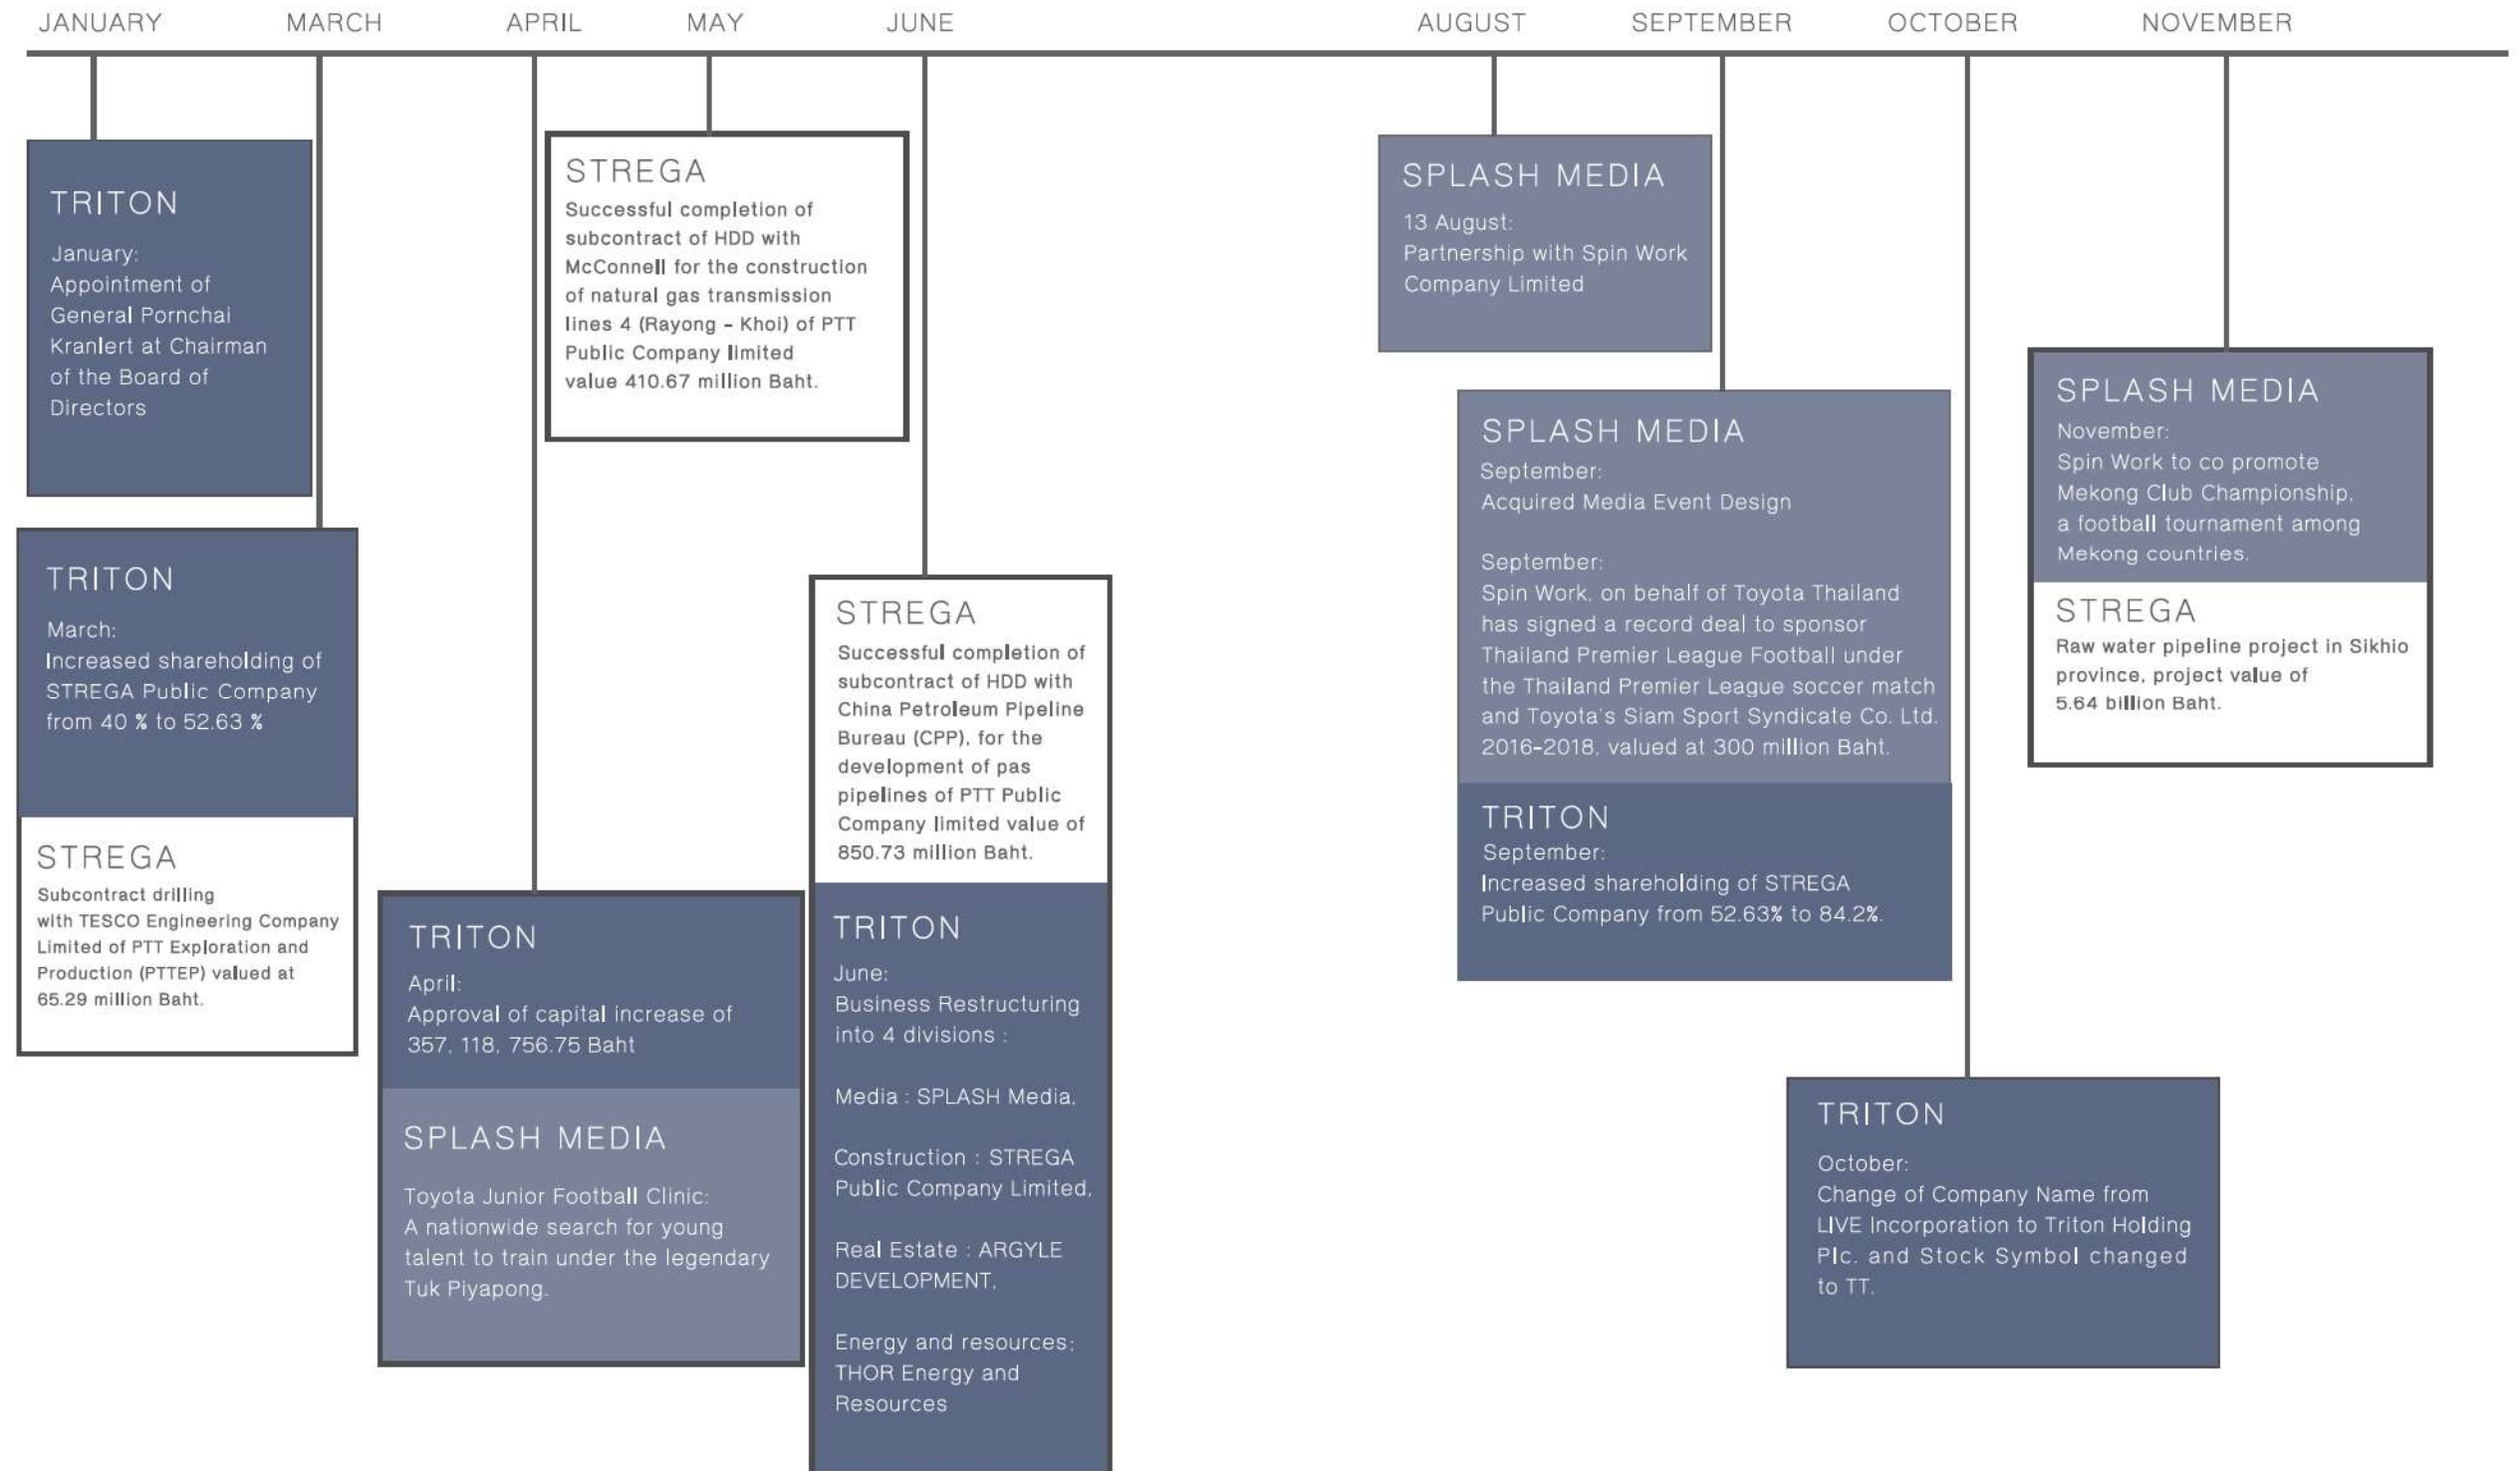 JANUARY
MARCH
APRIL
MAY
JUNE
AUGUST
SEPTEMBER
OCTOBER
NOVEMBER
TRITON
January:
Appointment of
General Pornchai
Kranlert at Chairman
of the Board of
Directors
TRITON
March:
Increased shareholding of
STREGA Public Company
from 40 % to 52.63 %
STREGA
Subcontract drilling
with TESCO Engineering Company
Limited of PTT Exploration and
Production (PTTEP) valued at
65.29 million Baht.
TRITON
April:
Approval of capital increase of
357, 118, 756.75 Baht
SPLASH MEDIA
Toyota Junior Football Clinic:
A nationwide search for young
talent to train under the legendary
Tuk Piyapong.
STREGA
Successful completion of
subcontract of HDD with
McConnell for the construction
of natural gas transmission
lines 4 (Rayong - Khoi) of PTT
Public Company limited
value 410.67 million Baht.
STREGA
Successful completion of
subcontract of HDD with
China Petroleum Pipeline
Bureau (CPP), for the
development of pas
pipelines of PTT Public
Company limited value of
850.73 million Baht.
TRITON
June:
Business Restructuring
into 4 divisions :
Media : SPLASH Media,
Construction : STREGA
Public Company Limited,
Real Estate : ARGYLE
DEVELOPMENT,
Energy and resources;
THOR Energy and
Resources
SPLASH MEDIA
13 August:
Partnership with Spin Work
Company Limited
SPLASH MEDIA
September:
Acquired Media Event Design
September:
Spin Work, on behalf of Toyota Thailand
has signed a record deal to sponsor
Thailand Premier League Football under
the Thailand Premier League soccer match
and Toyota's Siam Sport Syndicate Co. Ltd.
2016-2018, valued at 300 million Baht.
TRITON
September:
Increased shareholding of STREGA
Public Company from 52.63% to 84.2%.
TRITON
October:
Change of Company Name from
LIVE Incorporation to Triton Holding
Plc. and Stock Symbol changed
to TT.
SPLASH MEDIA
November:
Spin Work to co promote
Mekong Club Championship,
a football tournament among
Mekong countries.
STREGA
Raw water pipeline project in Sikhio
province, project value of
5.64 billion Baht.